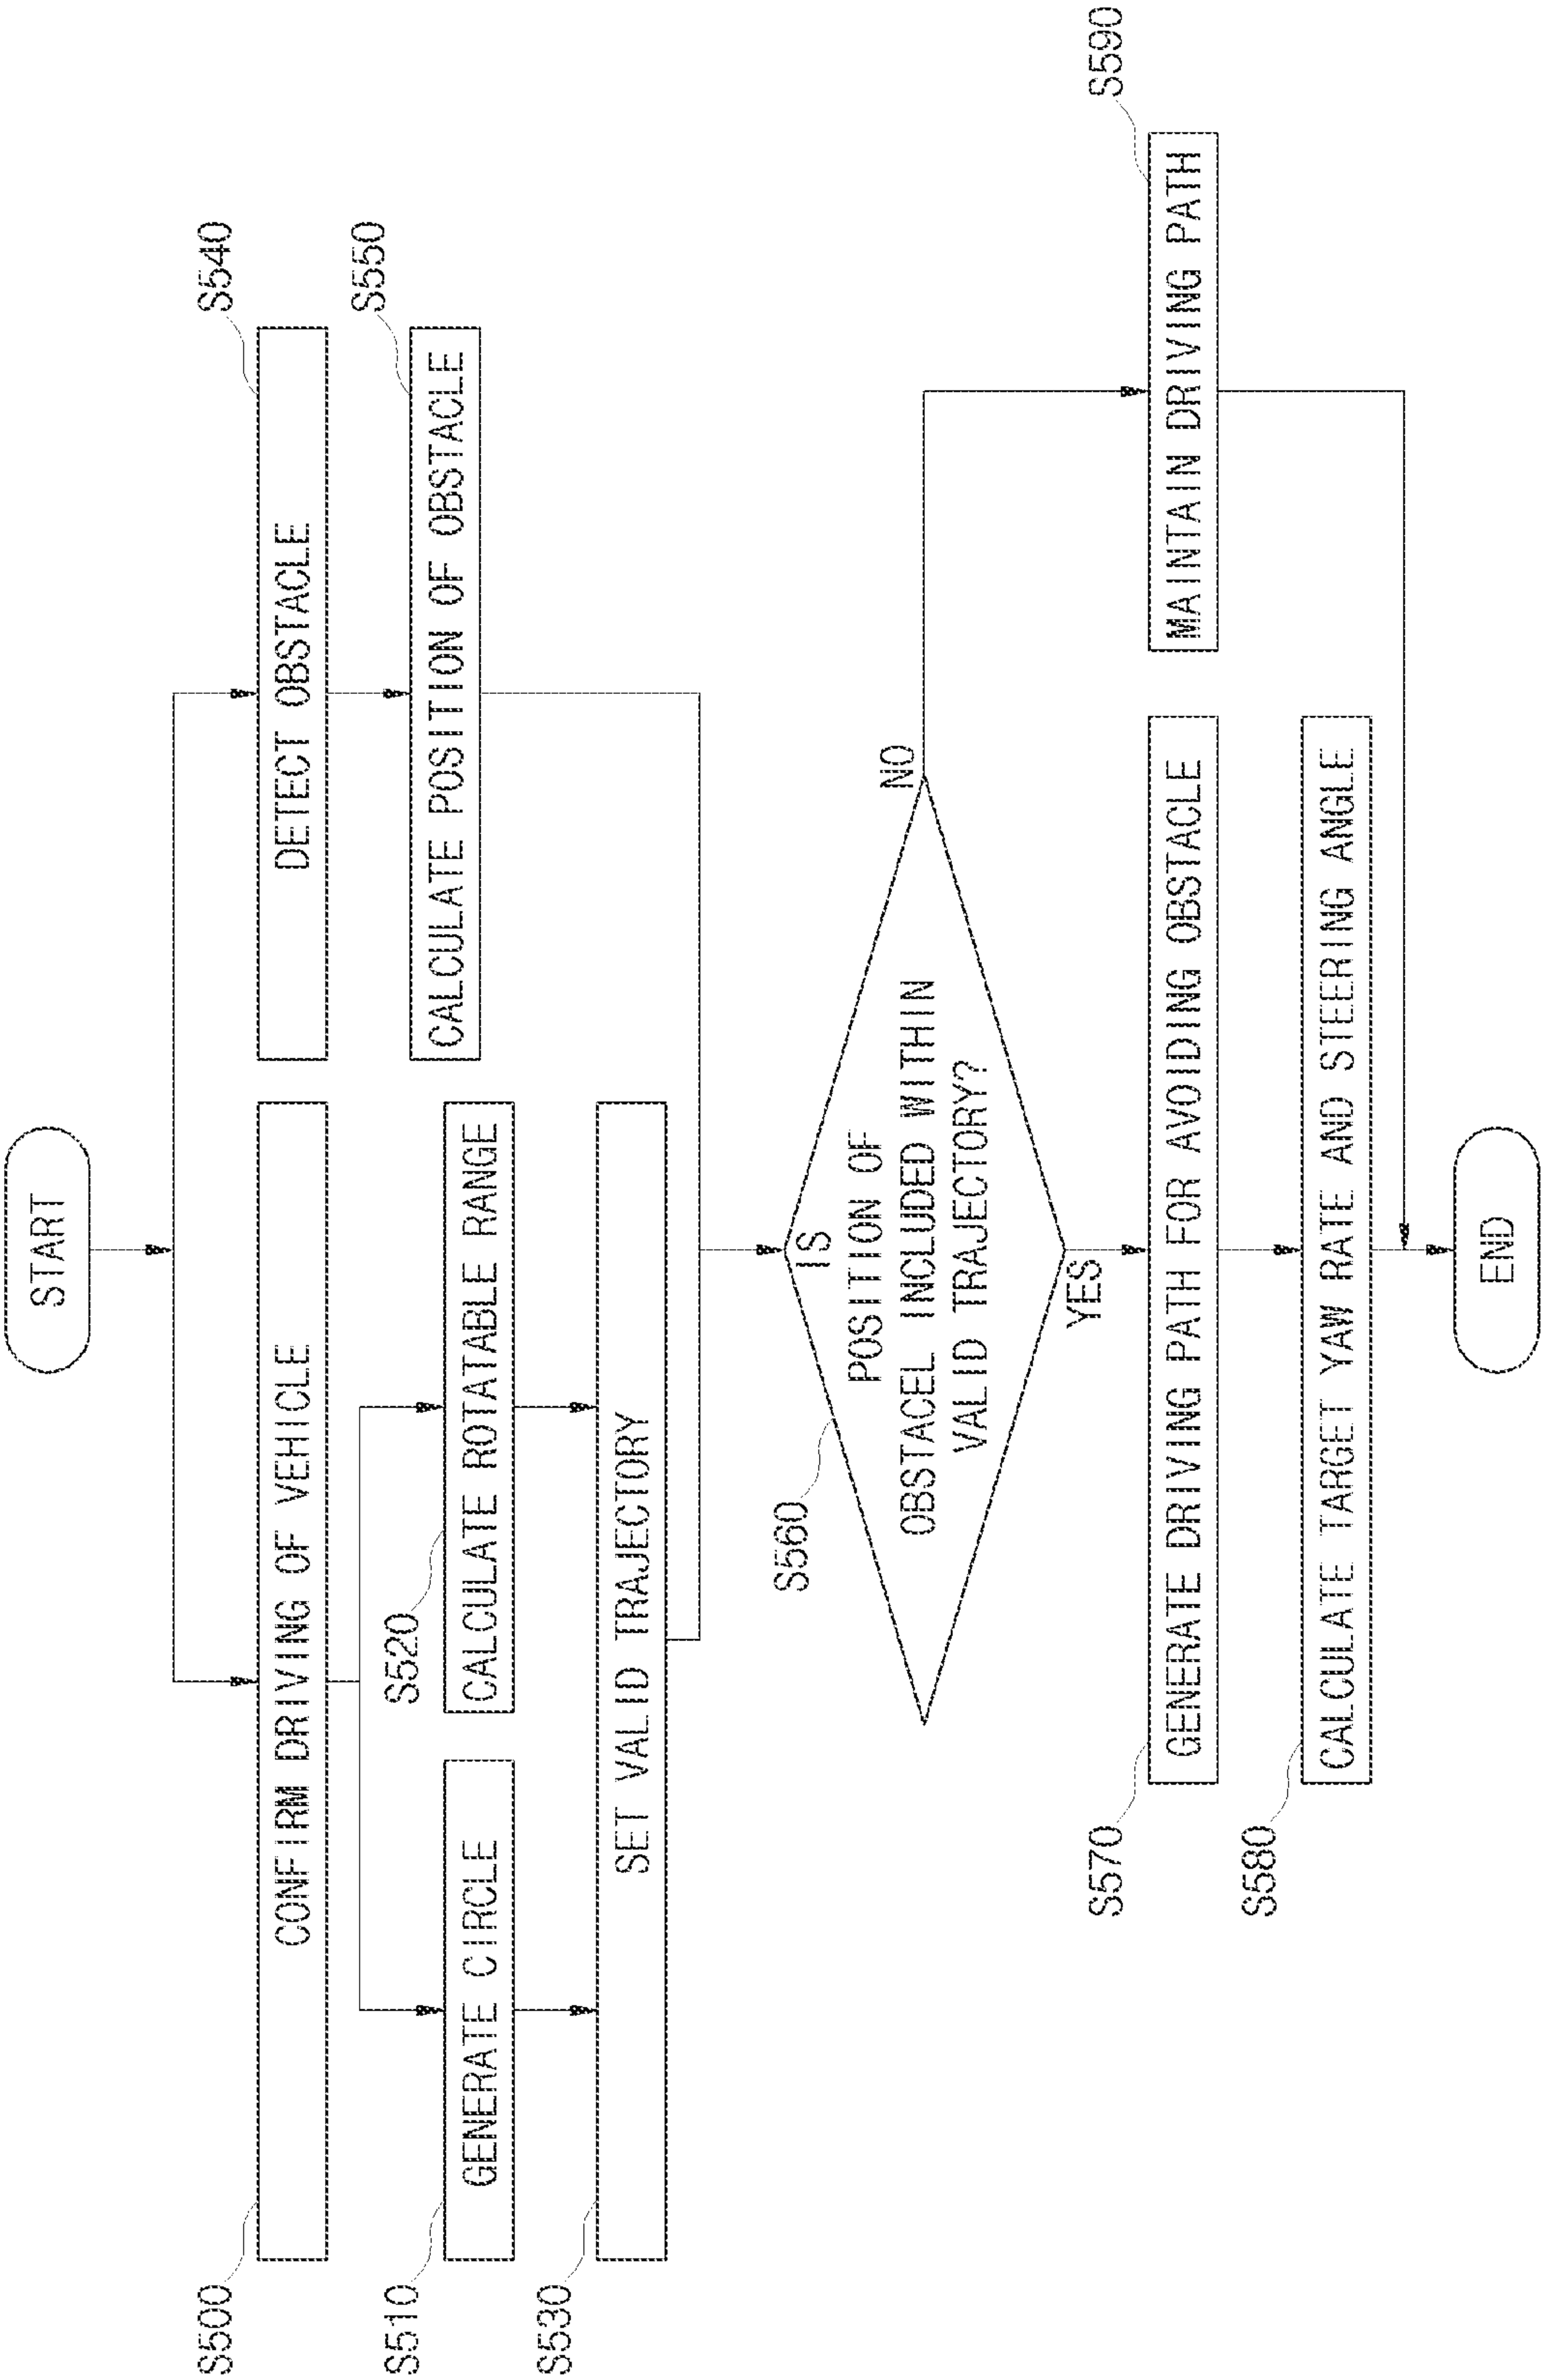 START
S500
CONFIRM DRIVING OF VEHICLE
S540
DETECT OBSTACLE
S510
GENERATE CIRCLE
S520
CALCULATE ROTATABLE RANGE
S550
CALCULATE POSITION OF OBSTACLE
S530
SET VALID TRAJECTORY
S560
IS
POSITION OF
OBSTACEL INCLUDED WITHIN
VALID TRAJECTORY?
NO
YES
S570
GENERATE DRIVING PATH FOR AVOIDING OBSTACLE
S590
MAINTAIN DRIVING PATH
S580
CALCULATE TARGET YAW RATE AND STEERING ANGLE
END